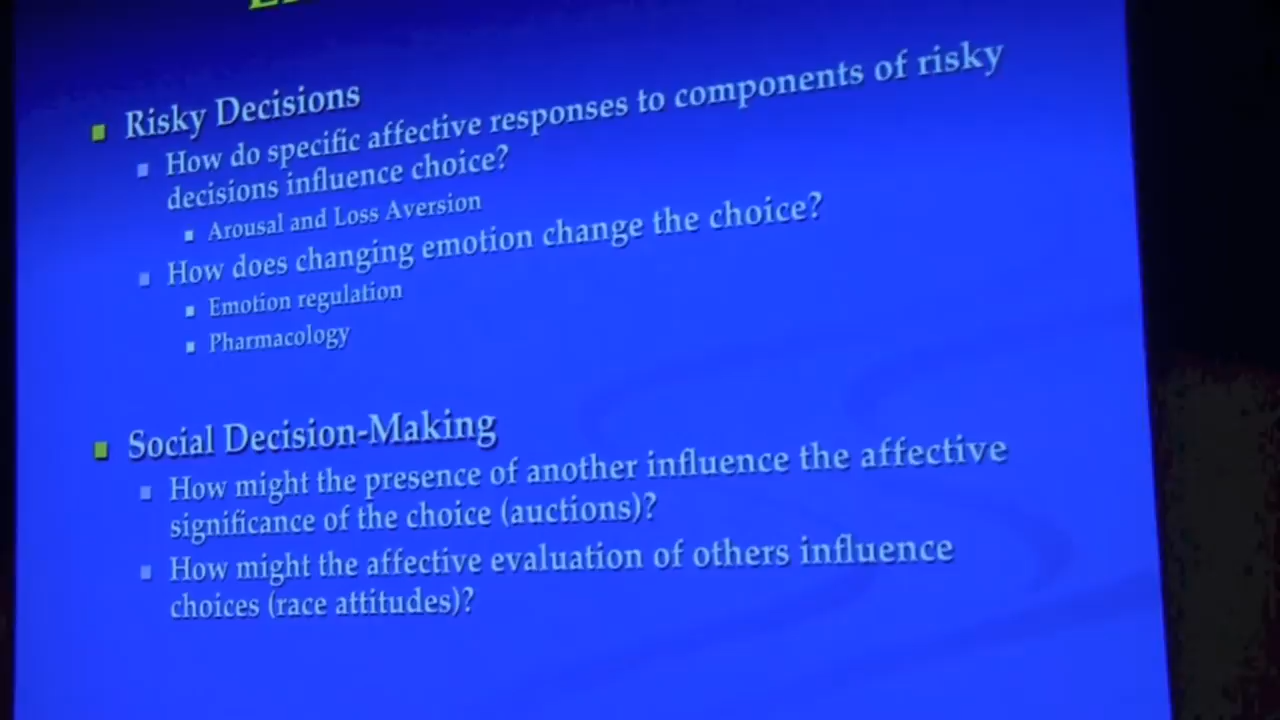 Risky Decisions
How do specific affective responses to components of risky
decisions influence choice?
Arousal and Loss Aversion
How does changing emotion change the choice?
Emotion regulation
Pharmacology
Social Decision-Making
How might the presence of another influence the affective
significance of the choice (auctions)?
How might the affective evaluation of others influence
choices (race attitudes)?